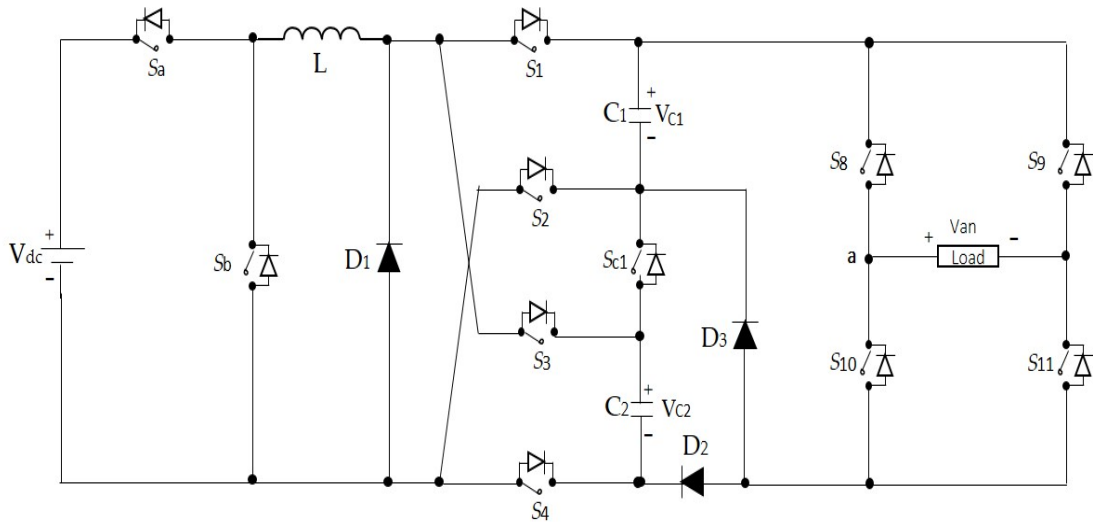 Sa
L
S1
+
C1
VC1
-
S2
S8
S9
+
Vdc
-
Sb
D1
Sc1
Van
+
-
a
Load
S3
D3
S10
S11
+
C2
VC2
-
D2
S4